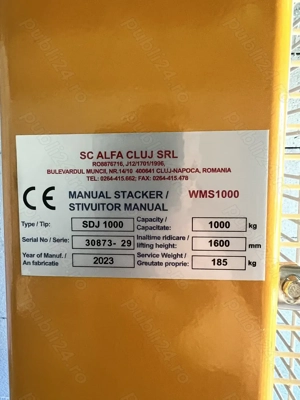 SC ALFA CLUJ SRL
RO8876716, J12/1701/1996,
BULEVARDUL MUNCII, NR.14/10 400641 CLUJ-NAPOCA, ROMANIA
TEL: 0264-415.662; FAX: 0264-415.478
CE MANUAL STACKER / WMS1000
STIVUITOR MANUAL
Type / Tip: SDJ 1000 Capacity / Capacitate: 1000 kg
Serial No / Serie: 30873- 29 Inaltime ridicare / lifting height: 1600 mm
Year of Manuf. / An fabricatie 2023 Service Weight / Greutate proprie: 185 kg